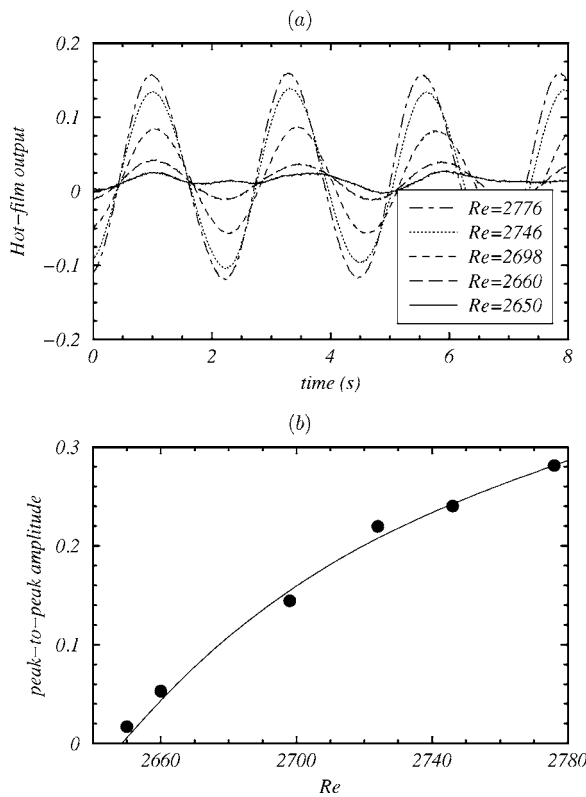 (a)
0.2
0.1
0
−0.1
−0.2
Hot−film output
Re=2776
Re=2746
Re=2698
Re=2660
Re=2650
0 2 4 6 8
time (s)
(b)
0.3
0.2
0.1
0
peak−to−peak amplitude
2660 2700 2740 2780
Re